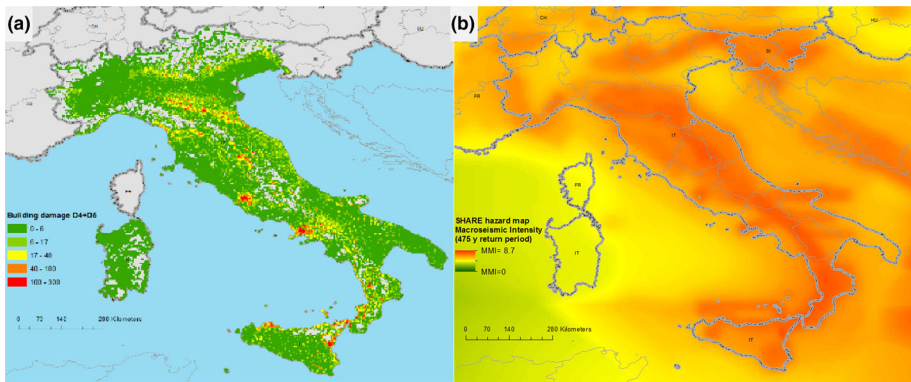 (a)
Building damage D4+D5
0 - 6
6 - 17
17 - 40
40 - 100
100 - 300
0 70 140 280 Kilometers
(b)
CH
HU
SI
FR
IT
FR
IT
IT
SHARE hazard map
Macroseismic Intensity
(475 y return period)
MMI= 8.7
MMI=0
0 70 140 280 Kilometers